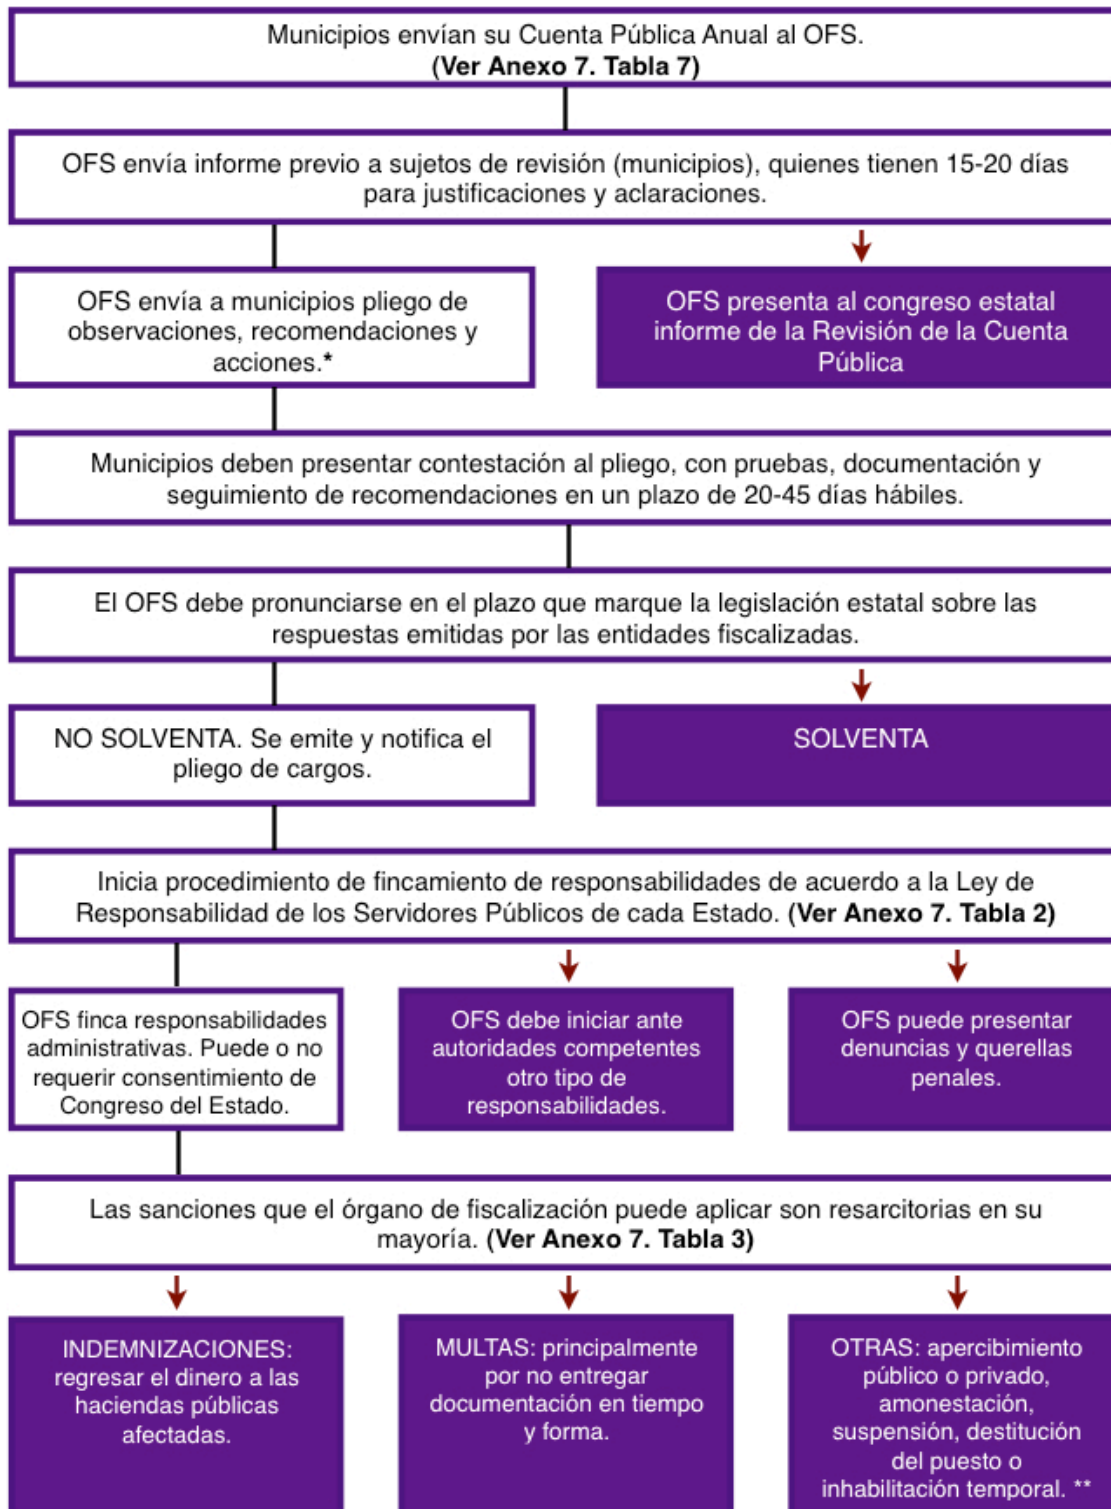 Municipios envían su Cuenta Pública Anual al OFS.
(Ver Anexo 7. Tabla 7)
OFS envía informe previo a sujetos de revisión (municipios), quienes tienen 15-20 días
para justificaciones y aclaraciones.
OFS envía a municipios pliego de
observaciones, recomendaciones y
acciones.*
OFS presenta al congreso estatal
informe de la Revisión de la Cuenta
Pública
Municipios deben presentar contestación al pliego, con pruebas, documentación y
seguimiento de recomendaciones en un plazo de 20-45 días hábiles.
El OFS debe pronunciarse en el plazo que marque la legislación estatal sobre las
respuestas emitidas por las entidades fiscalizadas.
NO SOLVENTA. Se emite y notifica el
pliego de cargos.
SOLVENTA
Inicia procedimiento de fincamiento de responsabilidades de acuerdo a la Ley de
Responsabilidad de los Servidores Públicos de cada Estado. (Ver Anexo 7. Tabla 2)
OFS finca responsabilidades
administrativas. Puede o no
requerir consentimiento de
Congreso del Estado.
OFS debe iniciar ante
autoridades competentes
otro tipo de
responsabilidades.
OFS puede presentar
denuncias y querellas
penales.
Las sanciones que el órgano de fiscalización puede aplicar son resarcitorias en su
mayoría. (Ver Anexo 7. Tabla 3)
INDEMNIZACIONES:
regresar el dinero a las
haciendas públicas
afectadas.
MULTAS: principalmente
por no entregar
documentación en tiempo
y forma.
OTRAS: apercibimiento
público o privado,
amonestación,
suspensión, destitución
del puesto o
inhabilitación temporal. **